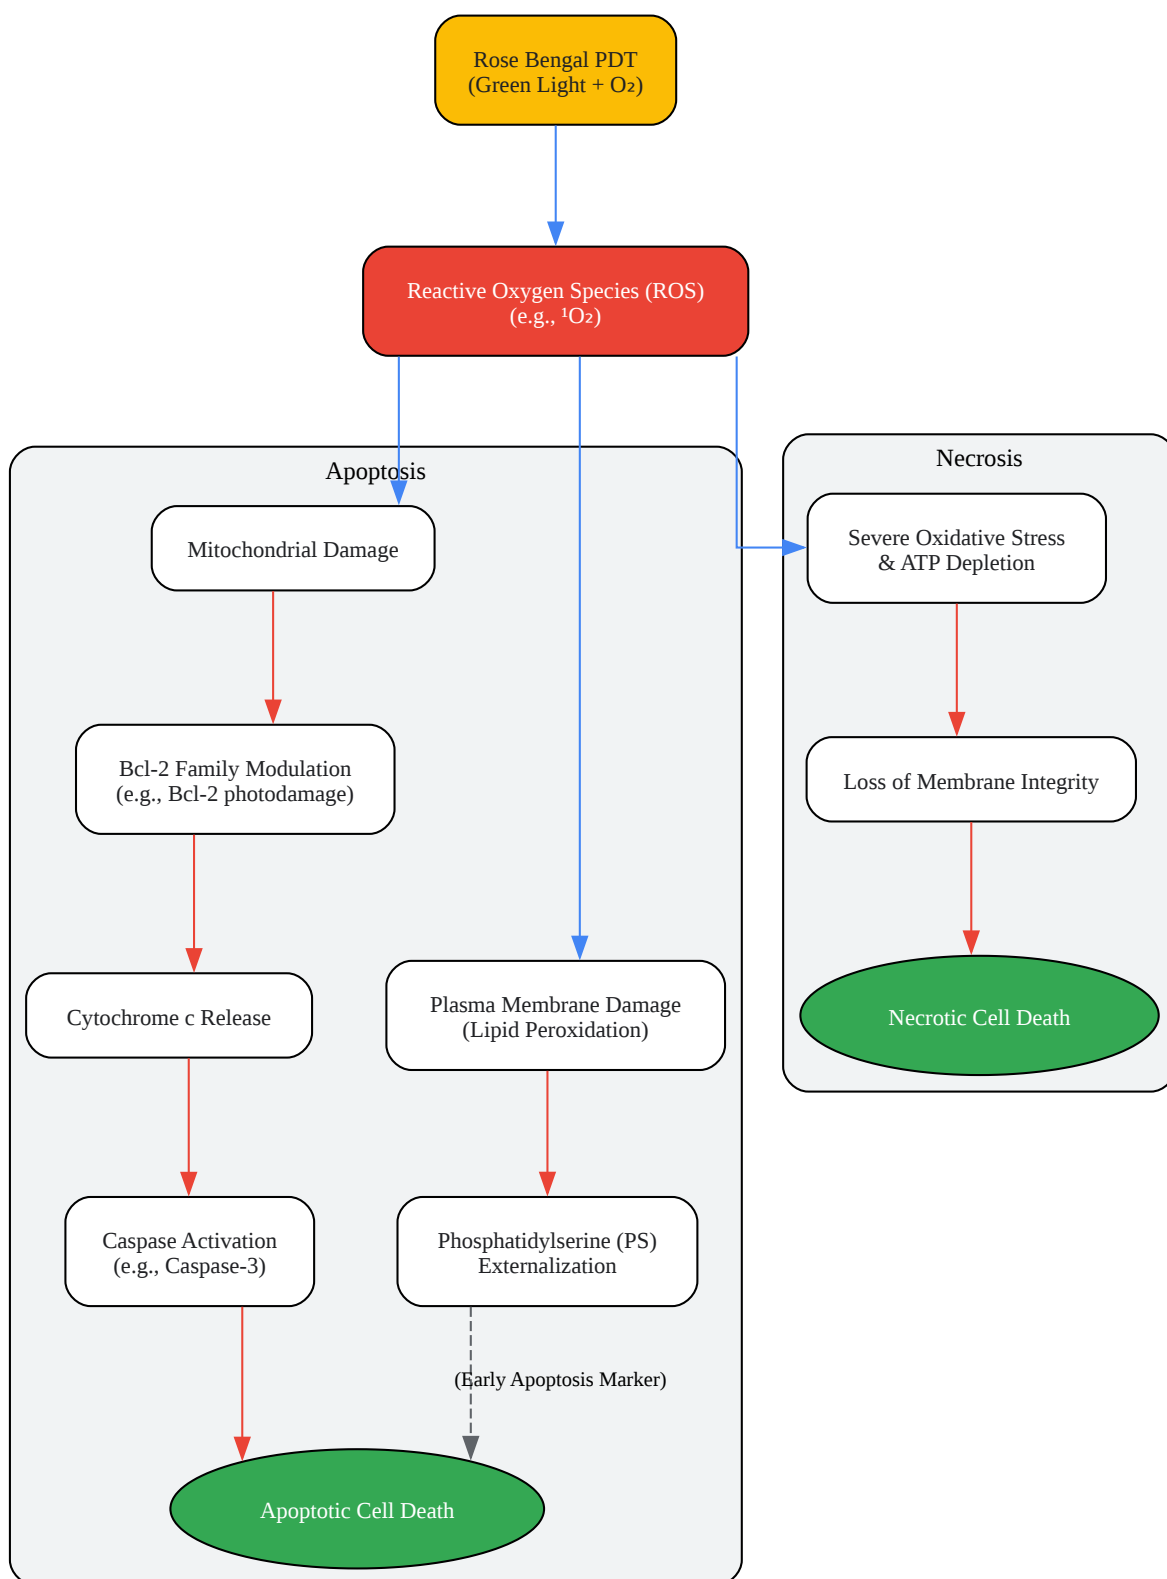 Rose Bengal PDT
(Green Light + O₂)
Reactive Oxygen Species (ROS)
(e.g., ¹O₂)
Apoptosis
Mitochondrial Damage
Bcl-2 Family Modulation
(e.g., Bcl-2 photodamage)
Cytochrome c Release
Caspase Activation
(e.g., Caspase-3)
Plasma Membrane Damage
(Lipid Peroxidation)
Phosphatidylserine (PS)
Externalization
(Early Apoptosis Marker)
Apoptotic Cell Death
Necrosis
Severe Oxidative Stress
& ATP Depletion
Loss of Membrane Integrity
Necrotic Cell Death